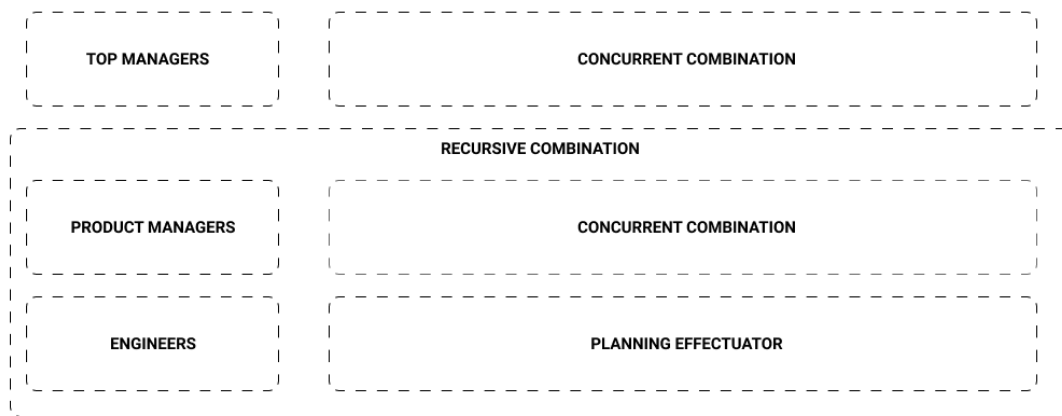 TOP MANAGERS
CONCURRENT COMBINATION
RECURSIVE COMBINATION
PRODUCT MANAGERS
CONCURRENT COMBINATION
ENGINEERS
PLANNING EFFECTUATOR